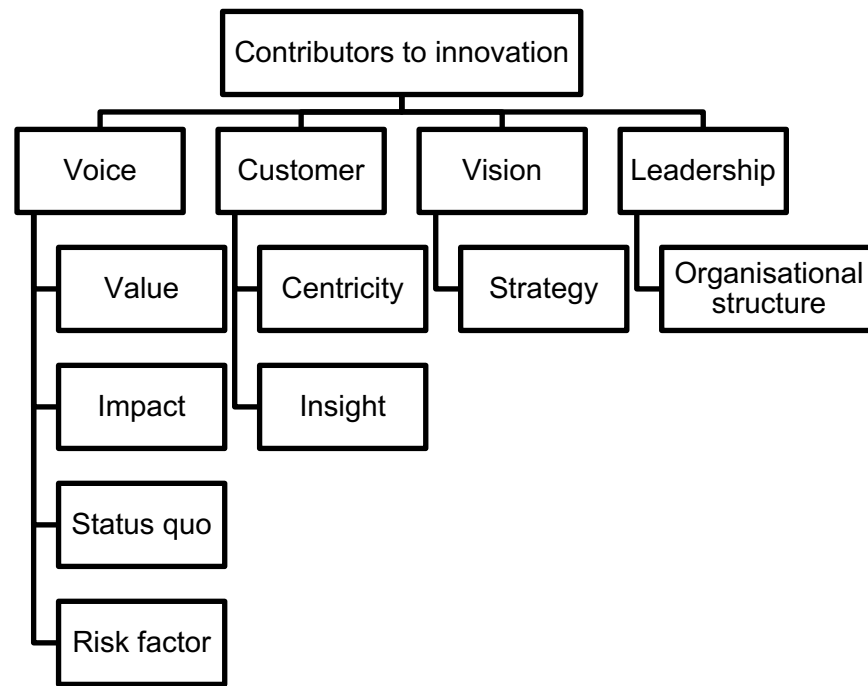 Contributors to innovation
Voice
Customer
Vision
Leadership
Value
Centricity
Strategy
Organisational
structure
Impact
Insight
Status quo
Risk factor